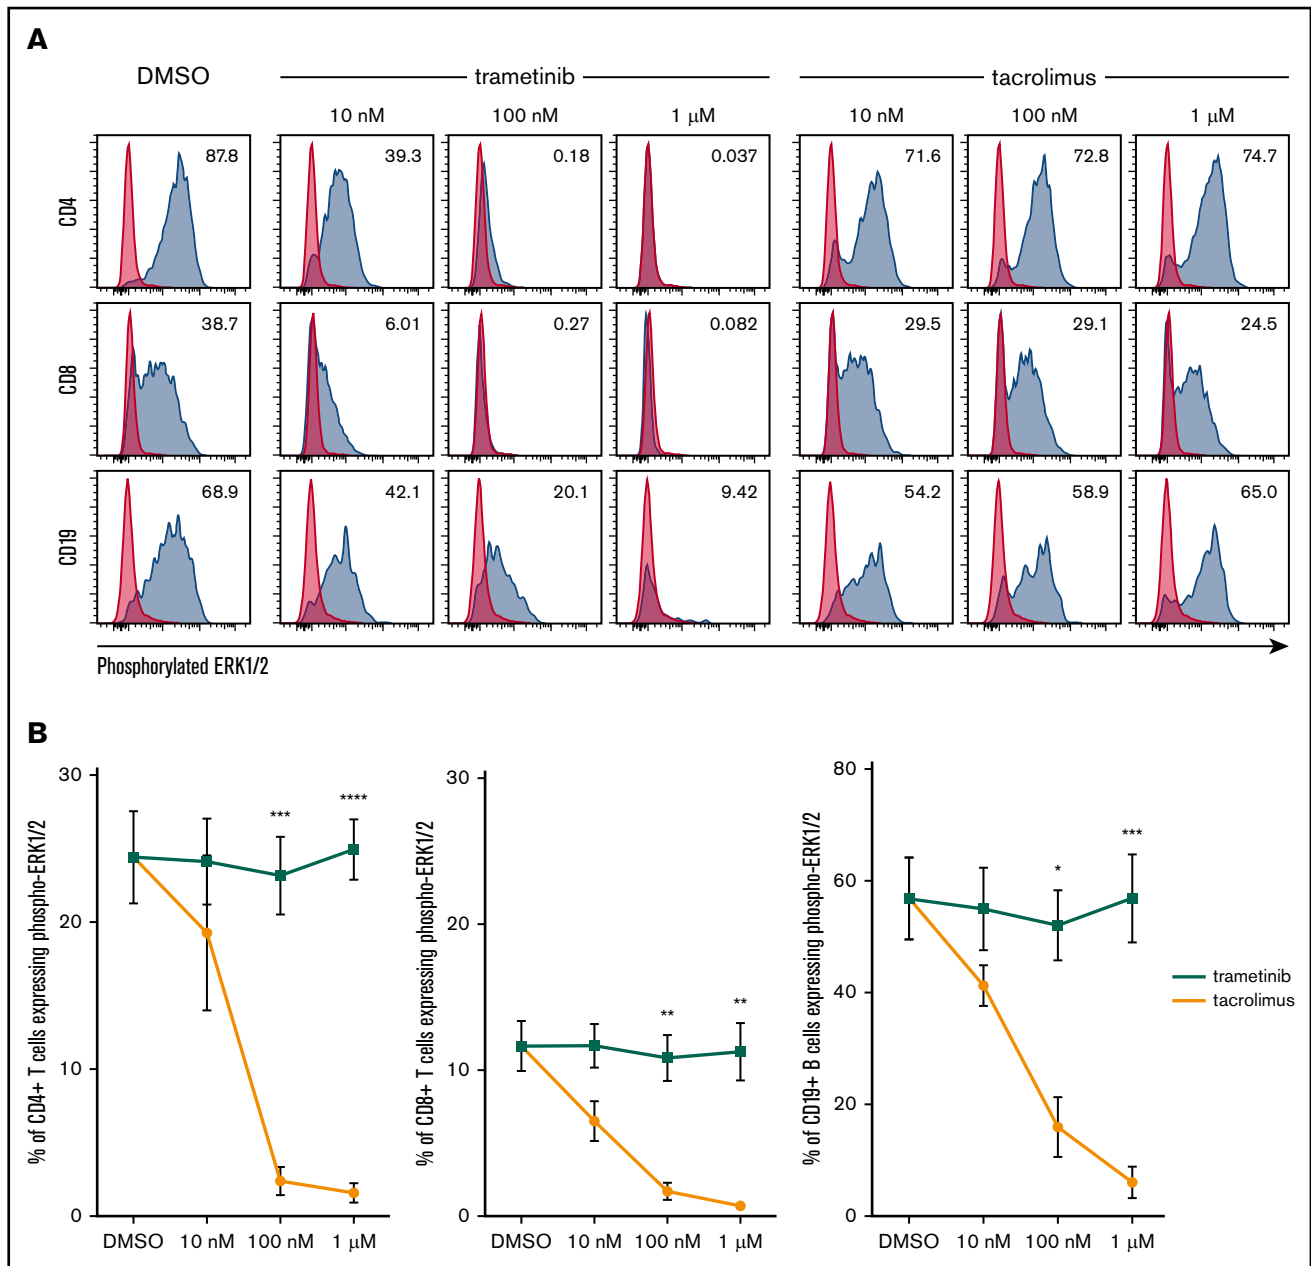 A
DMSO
trametinib
tacrolimus
10 nM
100 nM
1 μM
10 nM
100 nM
1 μM
CD4
87.8
39.3
0.18
0.037
71.6
72.8
74.7
CD8
38.7
6.01
0.27
0.082
29.5
29.1
24.5
CD19
68.9
42.1
20.1
9.42
54.2
58.9
65.0
Phosphorylated ERK1/2
B
% of CD4+ T cells expressing phospho-ERK1/2
30
20
10
0
***
****
DMSO
10 nM
100 nM
1 μM
% of CD8+ T cells expressing phospho-ERK1/2
30
20
10
0
**
**
DMSO
10 nM
100 nM
1 μM
% of CD19+ B cells expressing phospho-ERK1/2
80
60
40
20
0
*
***
DMSO
10 nM
100 nM
1 μM
trametinib
tacrolimus